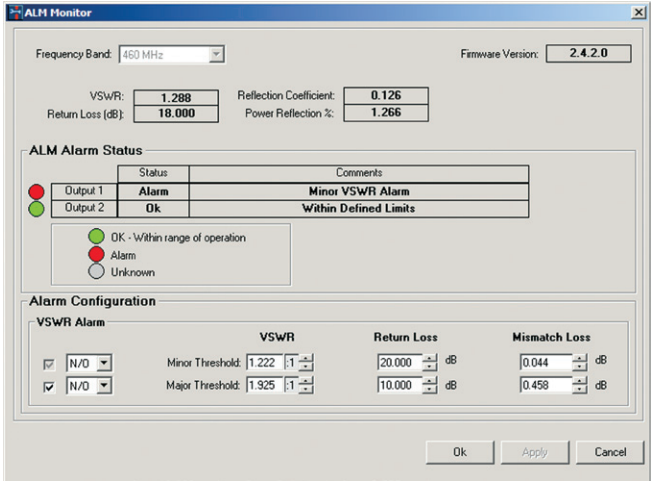 ALM Monitor
Frequency Band: 460 MHz Firmware Version: 2.4.2.0
VSWR: 1.288 Reflection Coefficient: 0.126
Return Loss (dB): 18.000 Power Reflection %: 1.266
ALM Alarm Status
Status Comments
Output 1 Alarm Minor VSWR Alarm
Output 2 Ok Within Defined Limits
OK - Within range of operation
Alarm
Unknown
Alarm Configuration
VSWR Alarm
VSWR Return Loss Mismatch Loss
N/O Minor Threshold: 1.222 :1 20.000 dB 0.044 dB
N/O Major Threshold: 1.925 :1 10.000 dB 0.458 dB
Ok Apply Cancel